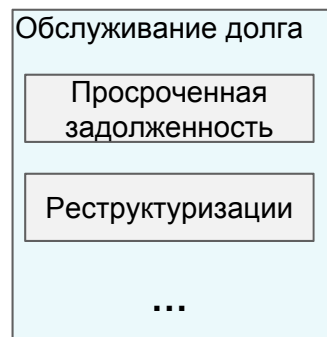 Обслуживание долга
Просроченная
задолженность
Реструктуризации
...